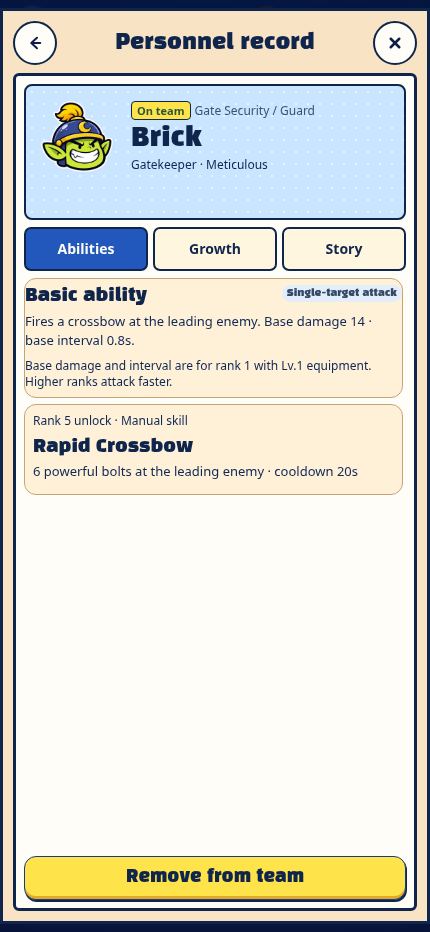 Personnel record
On team Gate Security / Guard
Brick
Gatekeeper · Meticulous
Abilities
Growth
Story
Basic ability
Single-target attack
Fires a crossbow at the leading enemy. Base damage 14 ·
base interval 0.8s.
Base damage and interval are for rank 1 with Lv.1 equipment.
Higher ranks attack faster.
Rank 5 unlock · Manual skill
Rapid Crossbow
6 powerful bolts at the leading enemy · cooldown 20s
Remove from team